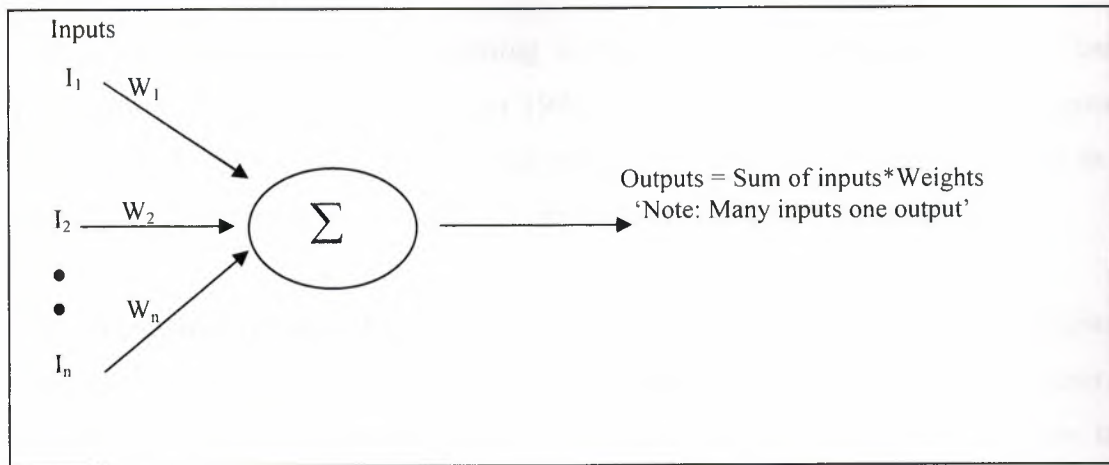 Inputs
I₁ W₁
Outputs = Sum of inputs*Weights
I₂ W₂ Σ 'Note: Many inputs one output'
Wₙ
Iₙ